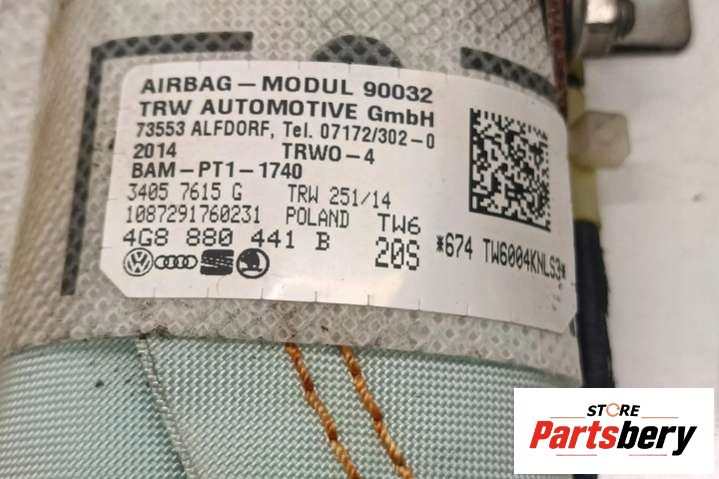 AIRBAG - MODUL 90032
TRW AUTOMOTIVE GmbH
73553 ALFDORF, Tel. 07172/302-0
2014 TRWO-4
BAM-PT1-1740
3405 7615 G TRW 251/14
1087291760231 POLAND TW6
4G8 880 441 B 20S *674 TW6004KNLS3*
STORE
Partsbery